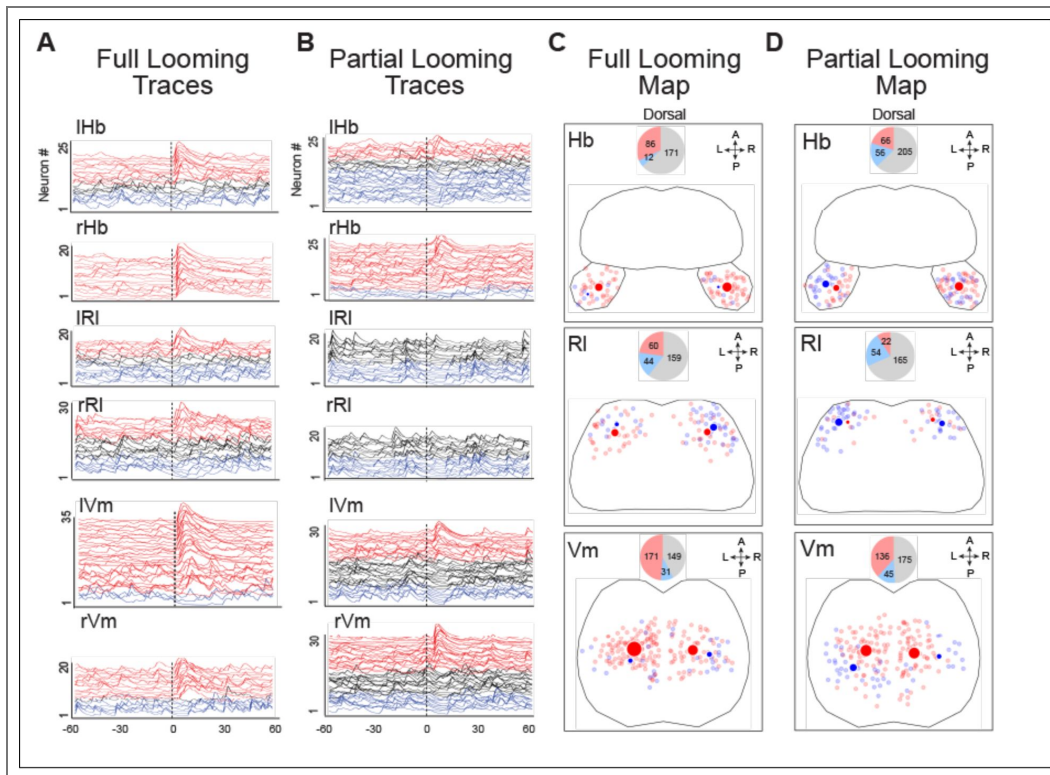 A
Full Looming
Traces
lHb
Neuron #
25
1
rHb
20
1
lRl
20
1
rRl
30
1
lVm
35
1
rVm
20
1
-60 -30 0 30 60
B
Partial Looming
Traces
lHb
25
1
rHb
25
1
lRl
20
1
rRl
20
1
lVm
30
1
rVm
30
1
-60 -30 0 30 60
C
Full Looming
Map
Dorsal
Hb
86
12
171
A
L R
P
Rl
60
44
159
A
L R
P
Vm
171
149
31
A
L R
P
D
Partial Looming
Map
Dorsal
Hb
66
56
205
A
L R
P
Rl
22
54
165
A
L R
P
Vm
136
175
45
A
L R
P